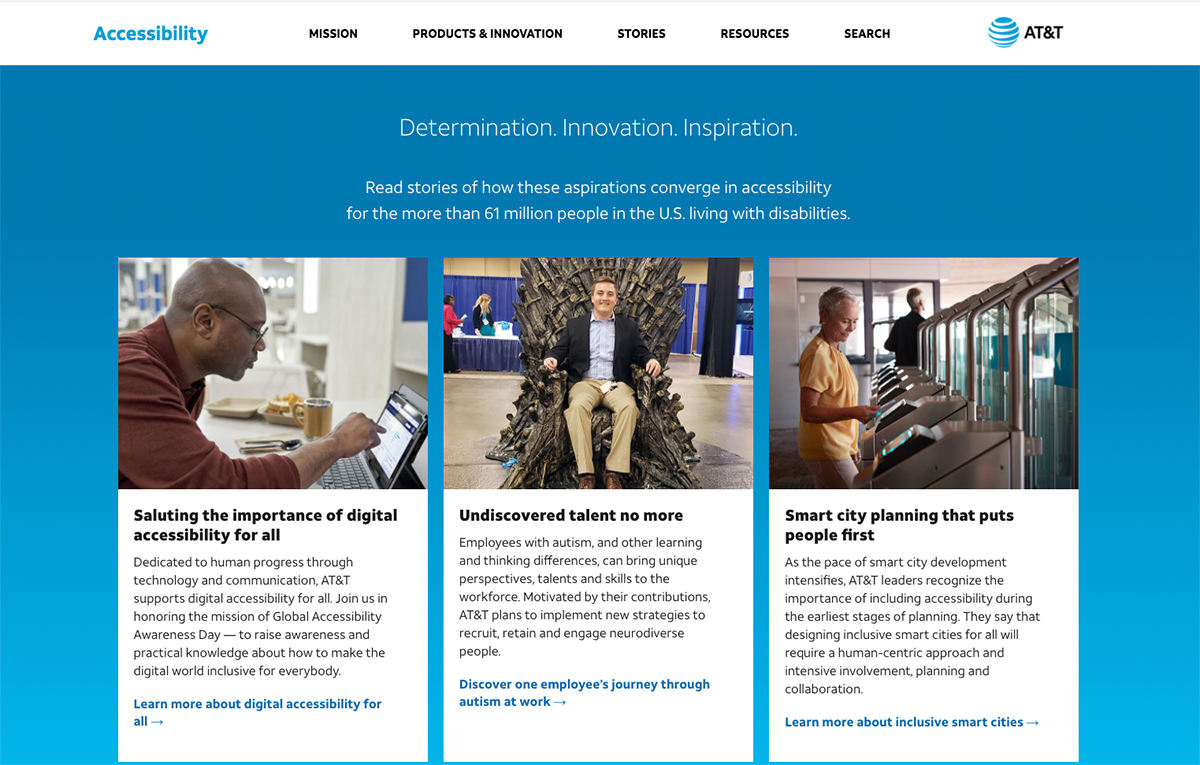 Accessibility
MISSION
PRODUCTS & INNOVATION
STORIES
RESOURCES
SEARCH
AT&T
Determination. Innovation. Inspiration.
Read stories of how these aspirations converge in accessibility
for the more than 61 million people in the U.S. living with disabilities.
Saluting the importance of digital
accessibility for all
Dedicated to human progress through
technology and communication, AT&T
supports digital accessibility for all. Join us in
honoring the mission of Global Accessibility
Awareness Day — to raise awareness and
practical knowledge about how to make the
digital world inclusive for everybody.
Learn more about digital accessibility for
all →
Undiscovered talent no more
Employees with autism, and other learning
and thinking differences, can bring unique
perspectives, talents and skills to the
workforce. Motivated by their contributions,
AT&T plans to implement new strategies to
recruit, retain and engage neurodiverse
people.
Discover one employee's journey through
autism at work →
Smart city planning that puts
people first
As the pace of smart city development
intensifies, AT&T leaders recognize the
importance of including accessibility during
the earliest stages of planning. They say that
designing inclusive smart cities for all will
require a human-centric approach and
intensive involvement, planning and
collaboration.
Learn more about inclusive smart cities →